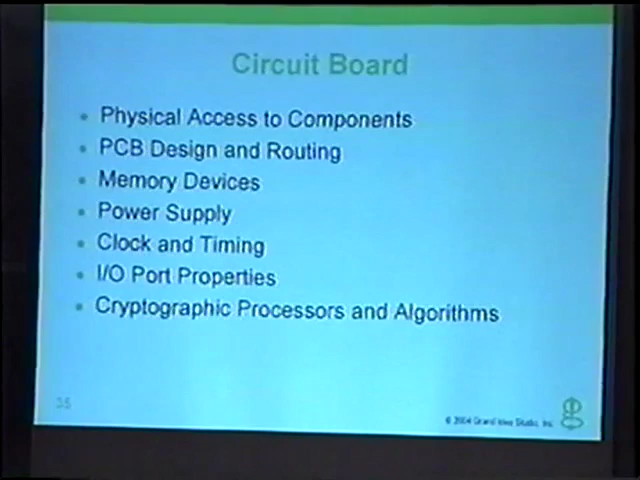 Circuit Board
• Physical Access to Components
• PCB Design and Routing
• Memory Devices
• Power Supply
• Clock and Timing
• I/O Port Properties
• Cryptographic Processors and Algorithms
35
© 2004 Grand Idea Studio, Inc.